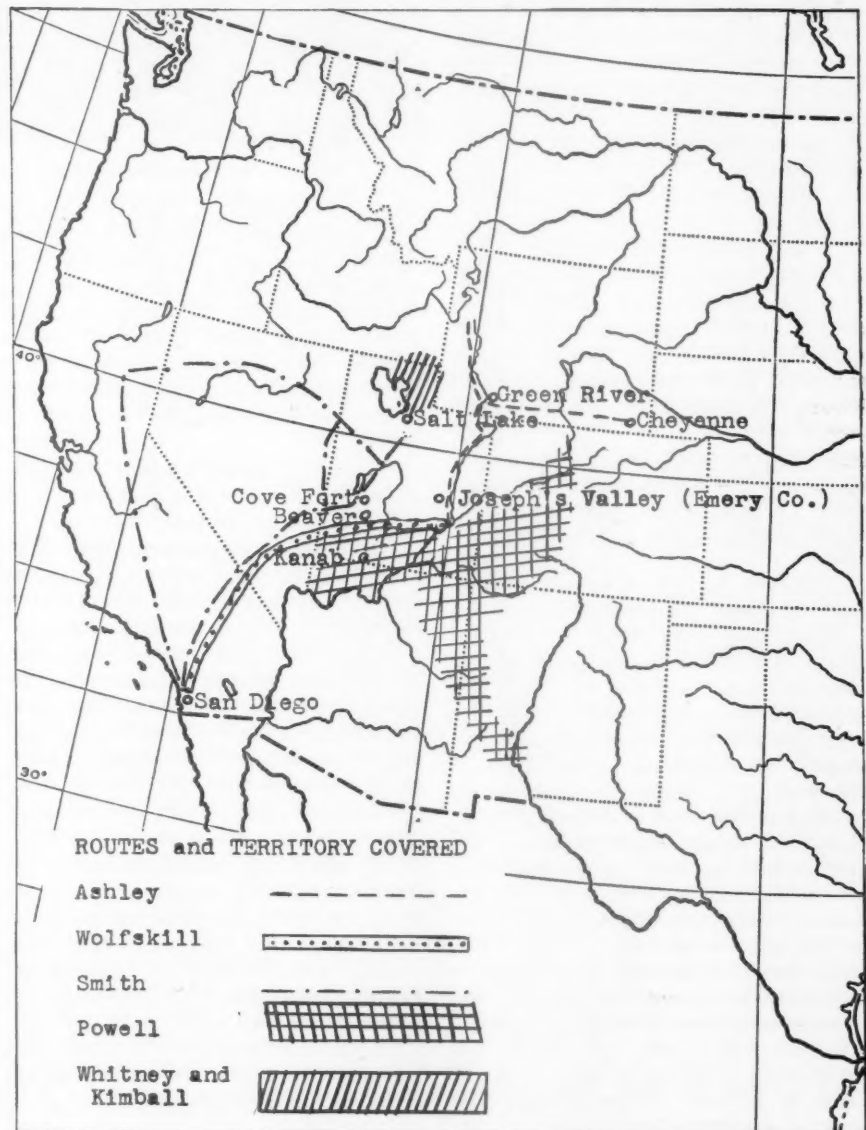 40°
Green River
Salt Lake
Cheyenne
Cove Fort
Joseph's Valley (Emery Co.)
Beaver
Kanab
San Diego
30°
ROUTES and TERRITORY COVERED
Ashley
Wolfskill
Smith
Powell
Whitney and
Kimball